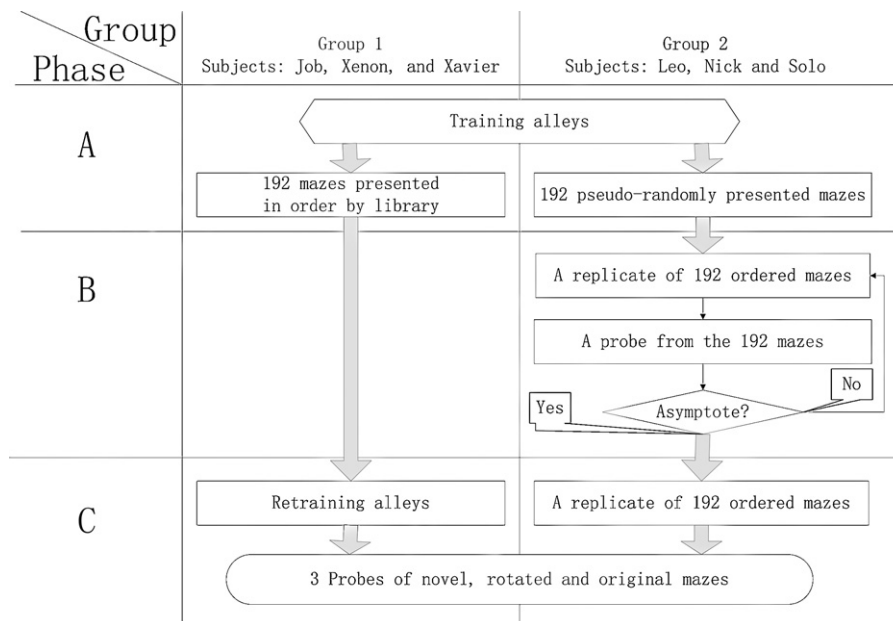 Group
Phase
Group 1
Subjects: Job, Xenon, and Xavier
Group 2
Subjects: Leo, Nick and Solo
A
Training alleys
192 mazes presented
in order by library
192 pseudo-randomly presented mazes
B
A replicate of 192 ordered mazes
A probe from the 192 mazes
Asymptote?
Yes
No
C
Retraining alleys
A replicate of 192 ordered mazes
3 Probes of novel, rotated and original mazes